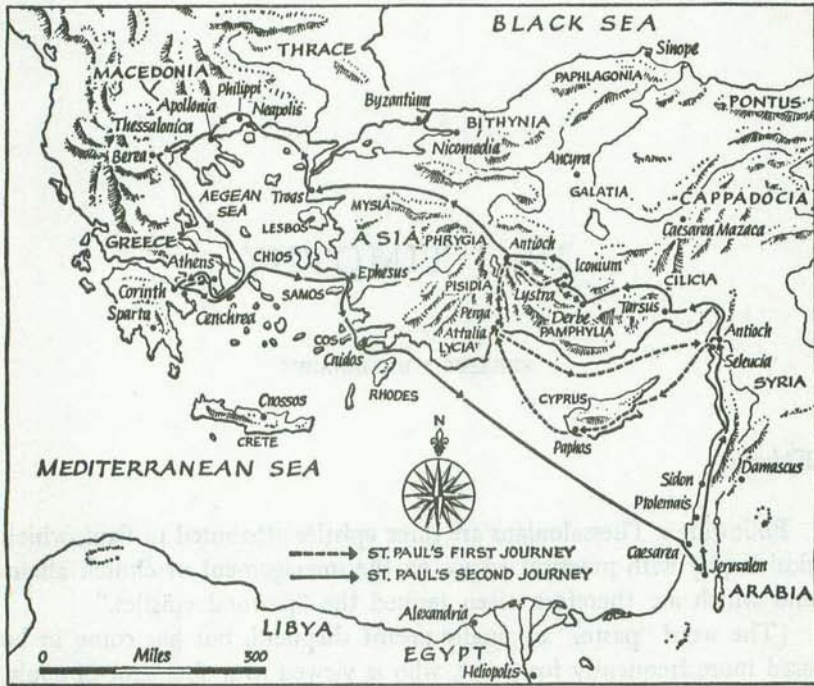 BLACK SEA
THRACE
Sinope
MACEDONIA
Philippi
Apollonia
Neapolis
Thessalonica
Berea
Byzantium
PAPHLAGONIA
BITHYNIA
PONTUS
Nicomedia
Ancyra
GALATIA
AEGEAN
SEA
Troas
MYSIA
CAPPADOCIA
LESBOS
ASIA
PHRYGIA
Antioch
Caesarea Mazaca
GREECE
CHIOS
Athens
Ephesus
Iconium
CILICIA
Corinth
SAMOS
PISIDIA
Lystra
Derbe
Tarsus
Sparta
Cenchrea
Perga
Attalia
PAMPHYLIA
Antioch
COS
LYCIA
Seleucia
Cnidos
RHODES
CYPRUS
SYRIA
Cnossos
CRETE
Paphos
N
MEDITERRANEAN SEA
Sidon
Damascus
Ptolemais
ST. PAUL'S FIRST JOURNEY
ST. PAUL'S SECOND JOURNEY
Caesarea
Jerusalem
ARABIA
LIBYA
Alexandria
EGYPT
Miles 300
Heliopolis